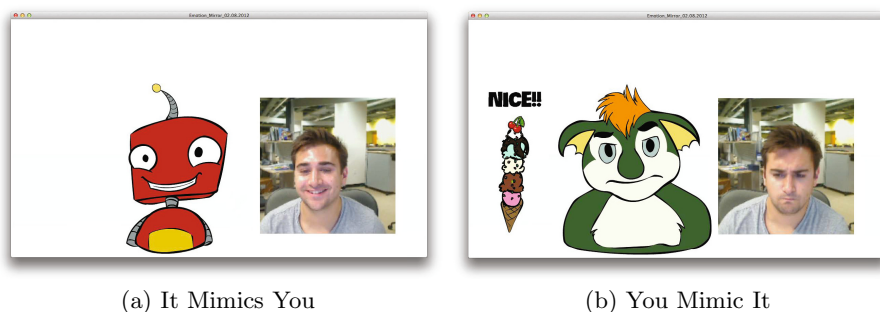 Emotion_Mirror_02.08.2012
Emotion_Mirror_02.08.2012
NICE!!
(a) It Mimics You
(b) You Mimic It